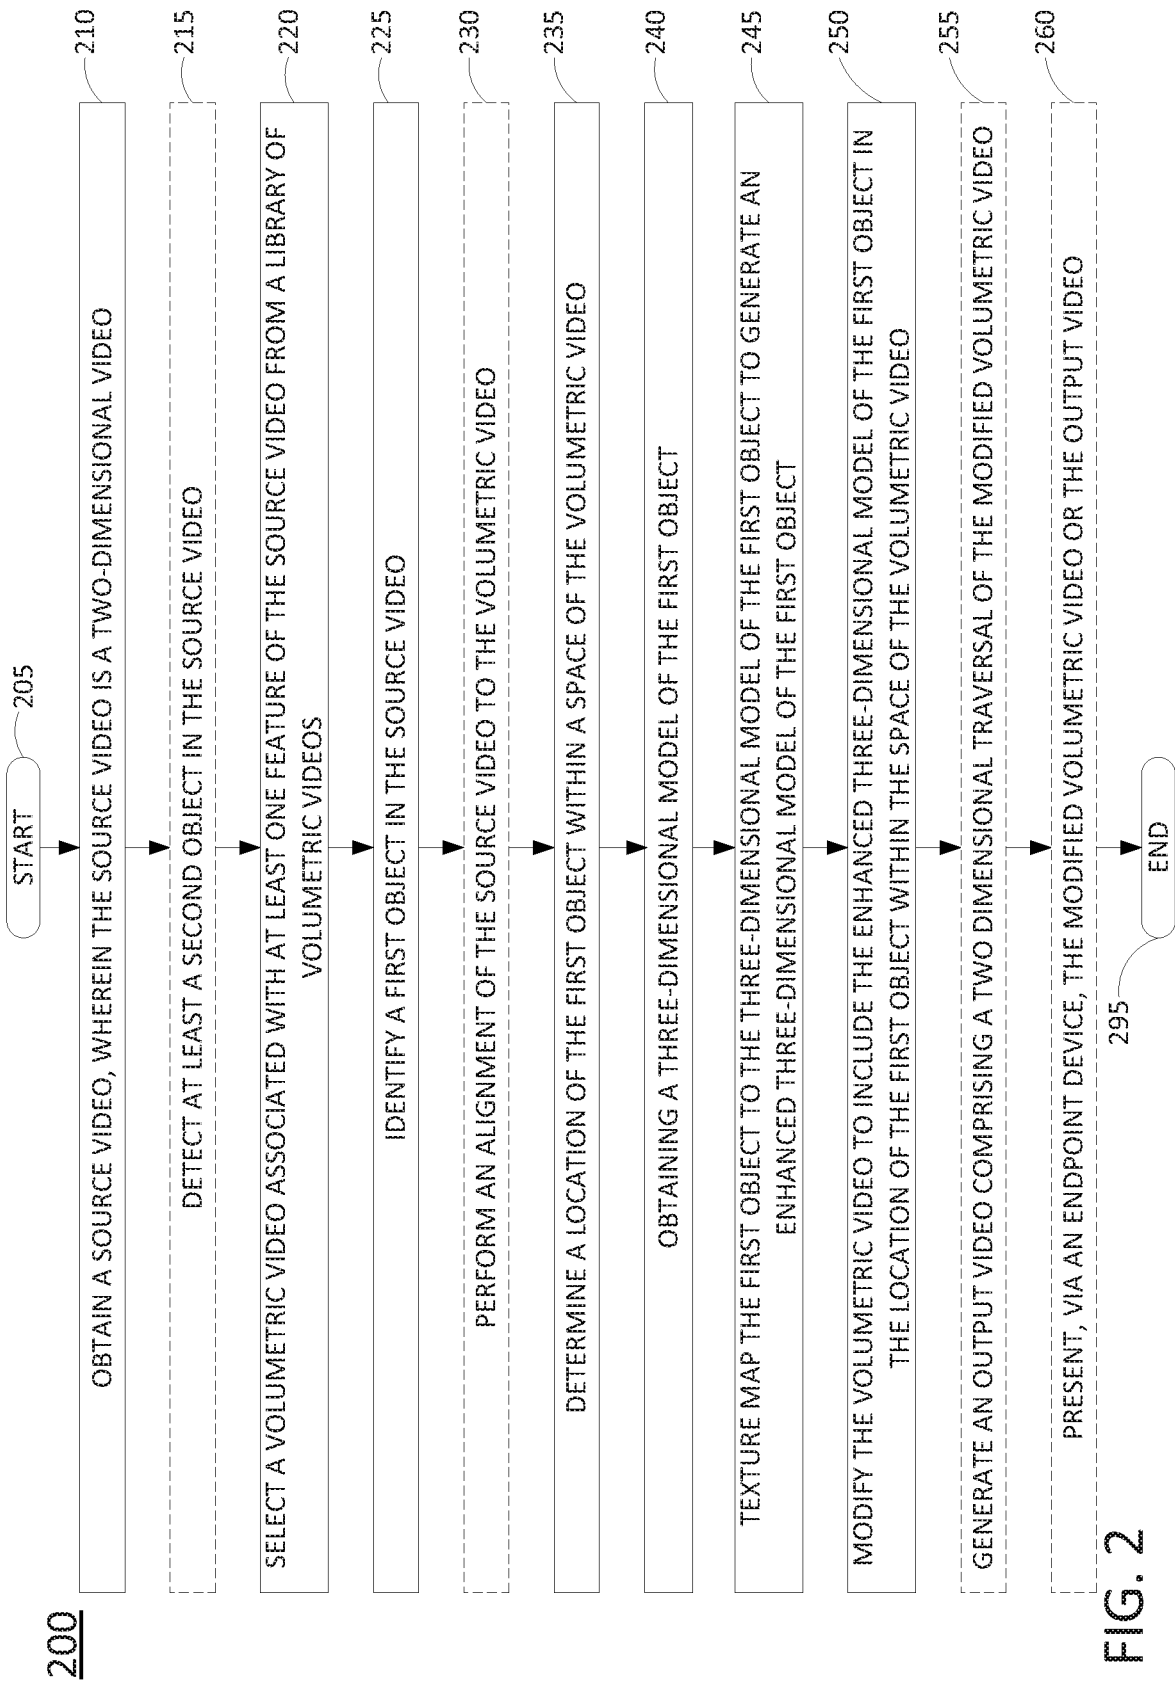 200
START
205
OBTAIN A SOURCE VIDEO, WHEREIN THE SOURCE VIDEO IS A TWO-DIMENSIONAL VIDEO
210
DETECT AT LEAST A SECOND OBJECT IN THE SOURCE VIDEO
215
SELECT A VOLUMETRIC VIDEO ASSOCIATED WITH AT LEAST ONE FEATURE OF THE SOURCE VIDEO FROM A LIBRARY OF
VOLUMETRIC VIDEOS
220
IDENTIFY A FIRST OBJECT IN THE SOURCE VIDEO
225
PERFORM AN ALIGNMENT OF THE SOURCE VIDEO TO THE VOLUMETRIC VIDEO
230
DETERMINE A LOCATION OF THE FIRST OBJECT WITHIN A SPACE OF THE VOLUMETRIC VIDEO
235
OBTAINING A THREE-DIMENSIONAL MODEL OF THE FIRST OBJECT
240
TEXTURE MAP THE FIRST OBJECT TO THE THREE-DIMENSIONAL MODEL OF THE FIRST OBJECT TO GENERATE AN
ENHANCED THREE-DIMENSIONAL MODEL OF THE FIRST OBJECT
245
MODIFY THE VOLUMETRIC VIDEO TO INCLUDE THE ENHANCED THREE-DIMENSIONAL MODEL OF THE FIRST OBJECT IN
THE LOCATION OF THE FIRST OBJECT WITHIN THE SPACE OF THE VOLUMETRIC VIDEO
250
GENERATE AN OUTPUT VIDEO COMPRISING A TWO DIMENSIONAL TRAVERSAL OF THE MODIFIED VOLUMETRIC VIDEO
255
PRESENT, VIA AN ENDPOINT DEVICE, THE MODIFIED VOLUMETRIC VIDEO OR THE OUTPUT VIDEO
260
END
295
FIG. 2